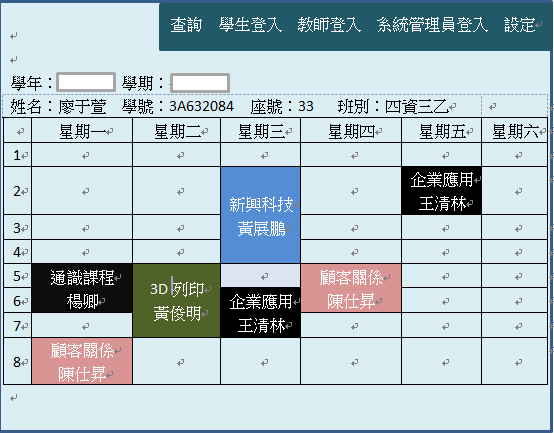 查詢 學生登入 教師登入 系統管理員登入 設定
學年： 學期：
姓名：廖于萱 學號：3A632084 座號：33 班別：四資三乙
星期一 星期二 星期三 星期四 星期五 星期六
1
2
企業應用
王清林
新興科技
黃展鵬
3
4
5
通識課程
楊卿
3D 列印
黃俊明
顧客關係
陳仕昇
6
企業應用
王清林
7
8
顧客關係
陳仕昇